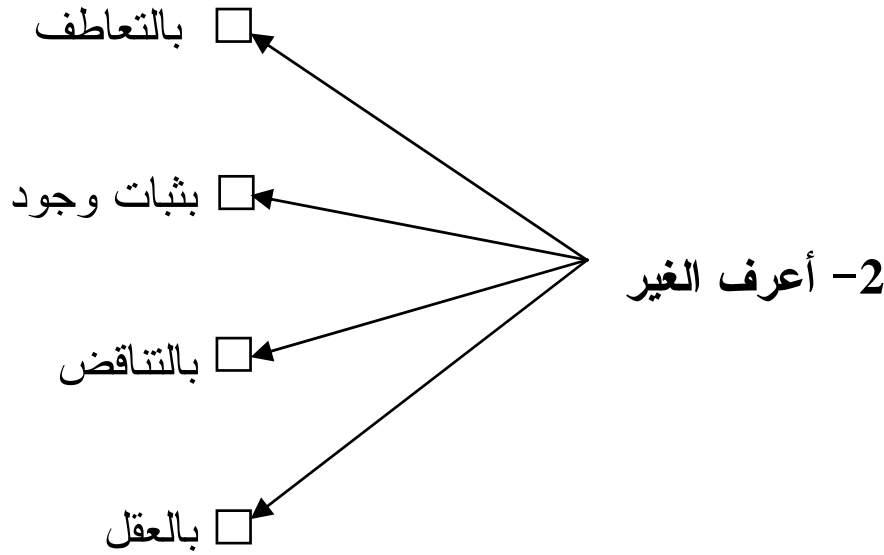 2- أعرف الغير
بالتعاطف
بثبات وجود
بالتناقض
بالعقل